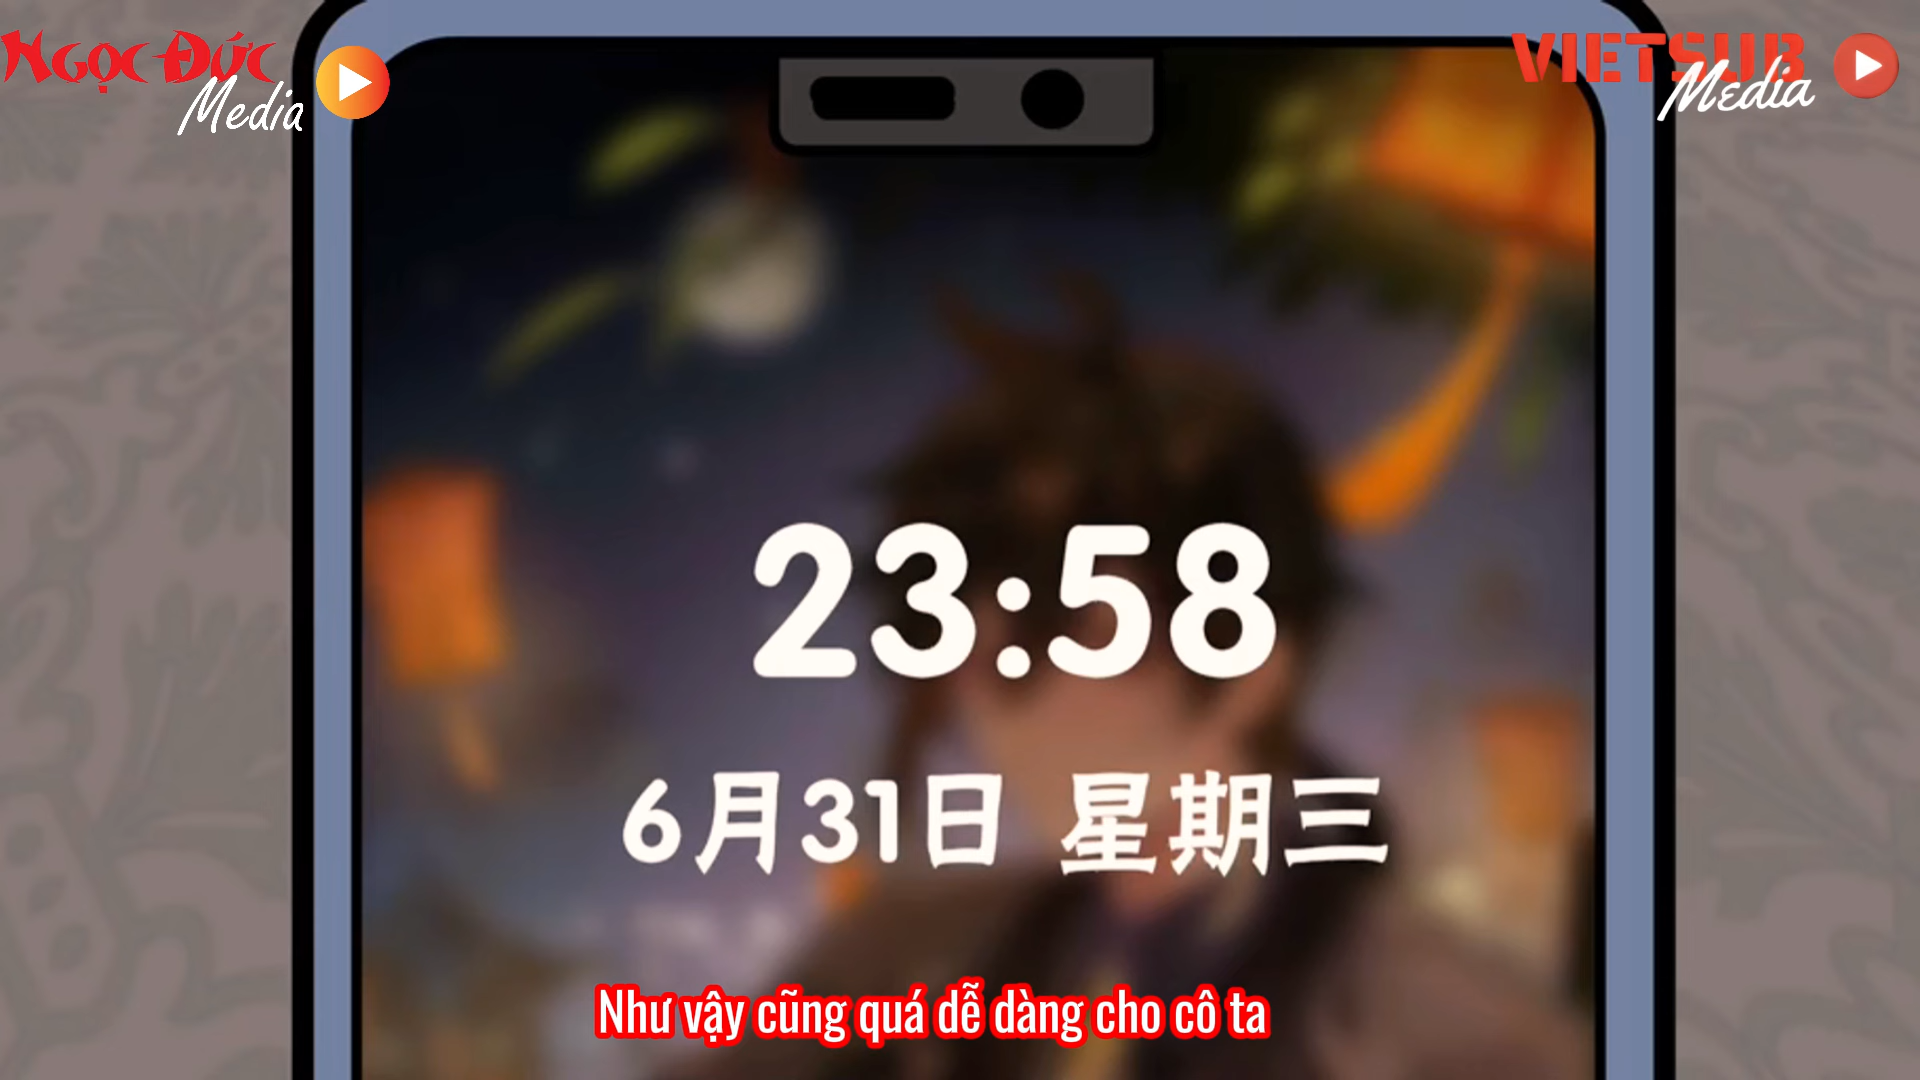 NGỌC ĐỨC
Media
VIETSUB
Media
23:58
6月31日 星期三
Như vậy cũng quá dễ dàng cho cô ta